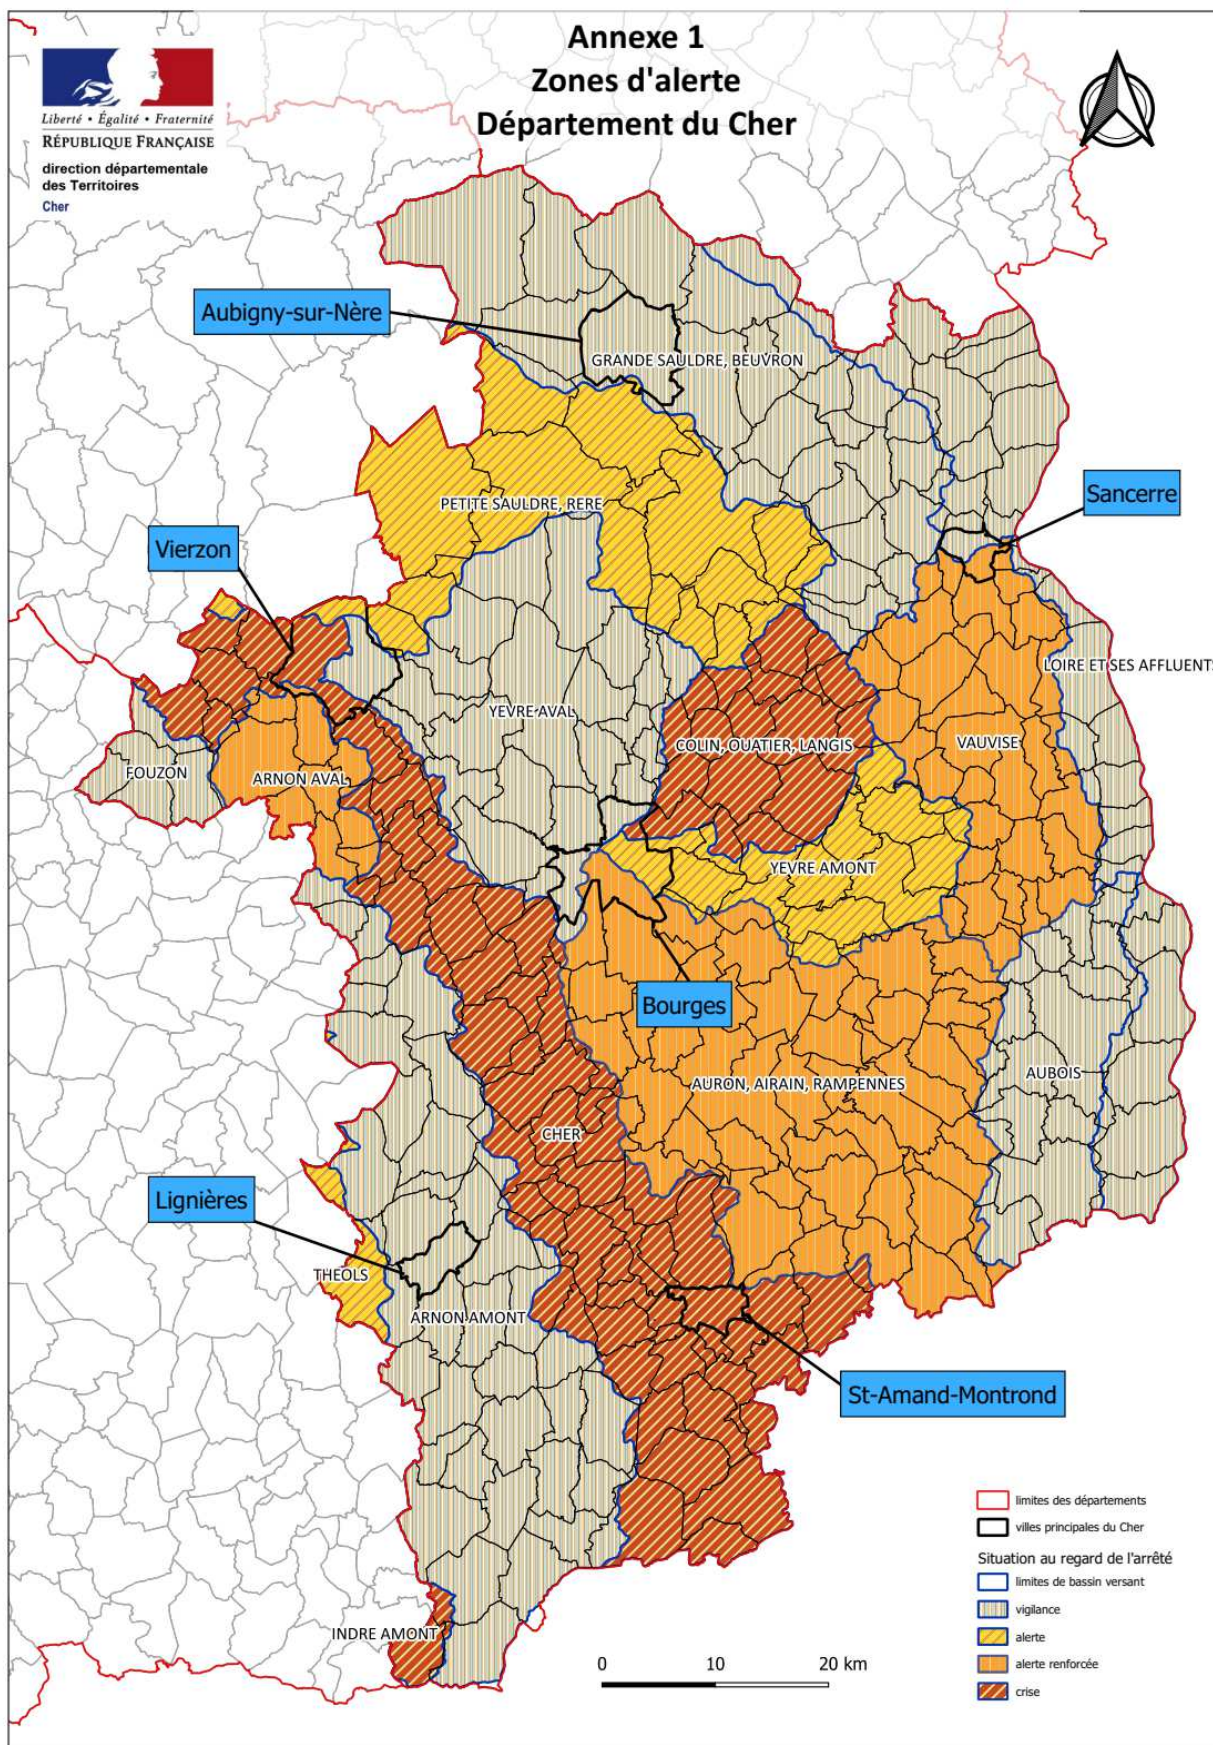 Annexe 1
Zones d'alerte
Département du Cher
Liberté • Égalité • Fraternité
RÉPUBLIQUE FRANÇAISE
direction départementale
des Territoires
Cher
Aubigny-sur-Nère
GRANDE SAULDRE, BEUVRON
Sancerre
PETITE SAULDRE, RERE
Vierzon
LOIRE ET SES AFFLUENTS
YEVRE AVAL
COLIN, OUATIER, LANGIS
VAUVISE
FOUZON
ARNON AVAL
YEVRE AMONT
Bourges
AUBOIS
AURON, AIRAIN, RAMPENNES
CHER
Lignières
THEOLS
ARNON AMONT
St-Amand-Montrond
INDRE AMONT
limites des départements
villes principales du Cher
Situation au regard de l'arrêté
limites de bassin versant
vigilance
alerte
alerte renforcée
crise
0 10 20 km